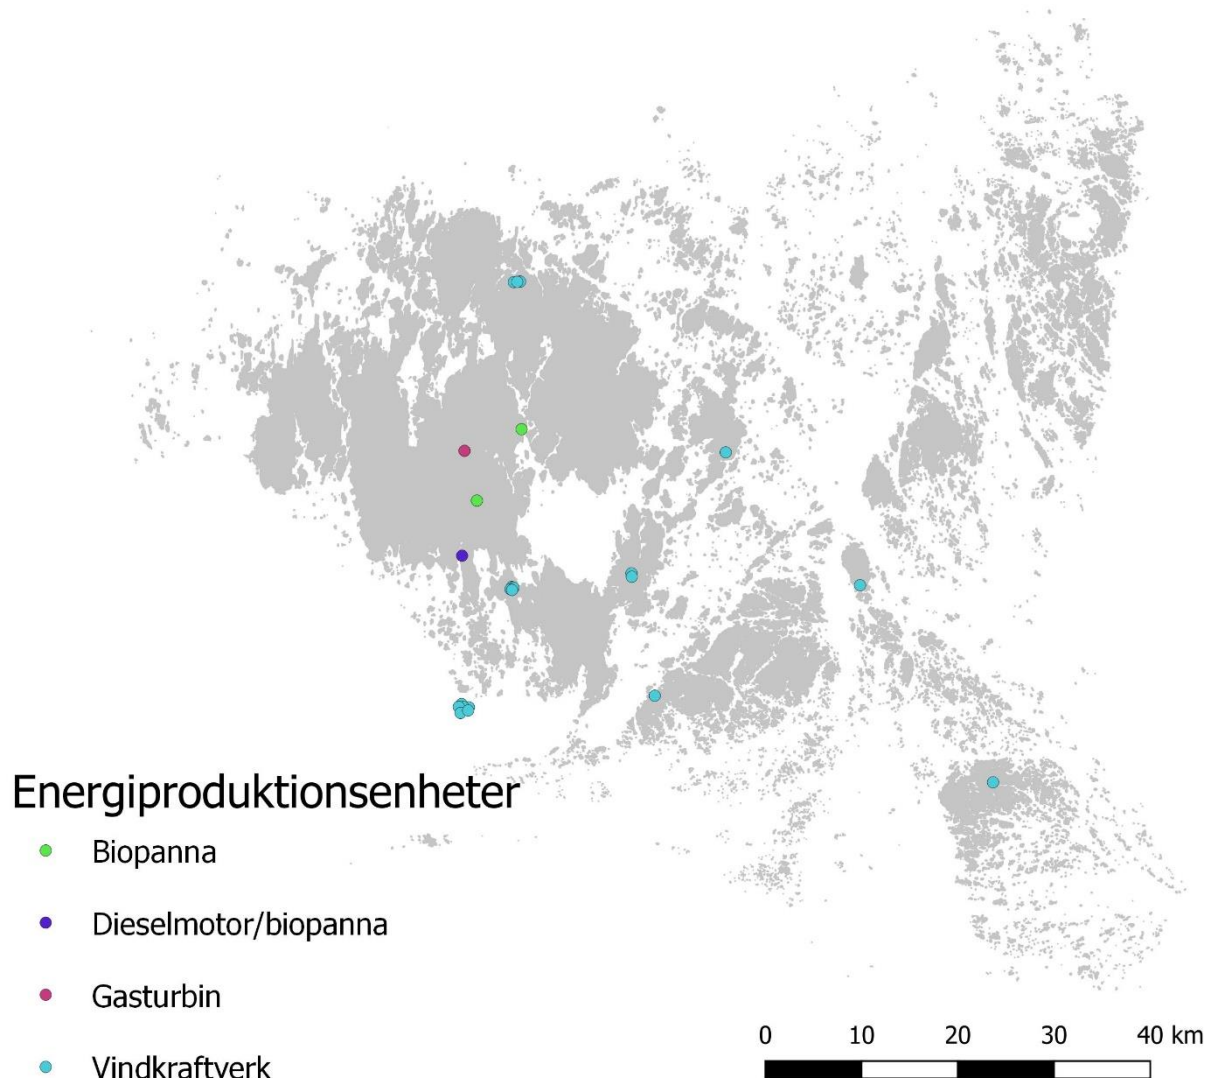 Energiproduktionsenheter
Biopanna
Dieselmotor/biopanna
Gasturbin
Vindkraftverk
0 10 20 30 40 km